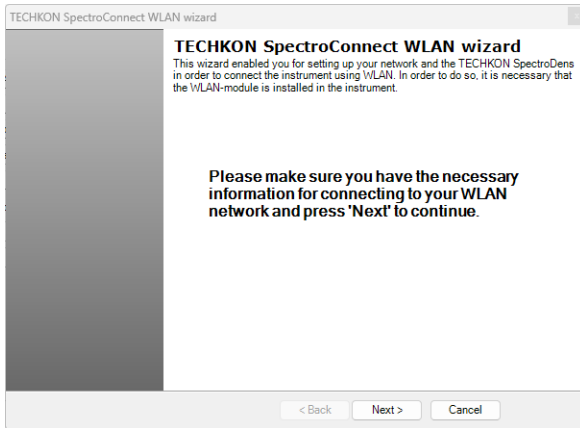 TECHKON SpectroConnect WLAN wizard
TECHKON SpectroConnect WLAN wizard
This wizard enabled you for setting up your network and the TECHKON SpectroDens
in order to connect the instrument using WLAN. In order to do so, it is necessary that
the WLAN-module is installed in the instrument.
Please make sure you have the necessary
information for connecting to your WLAN
network and press 'Next' to continue.
< Back Next > Cancel